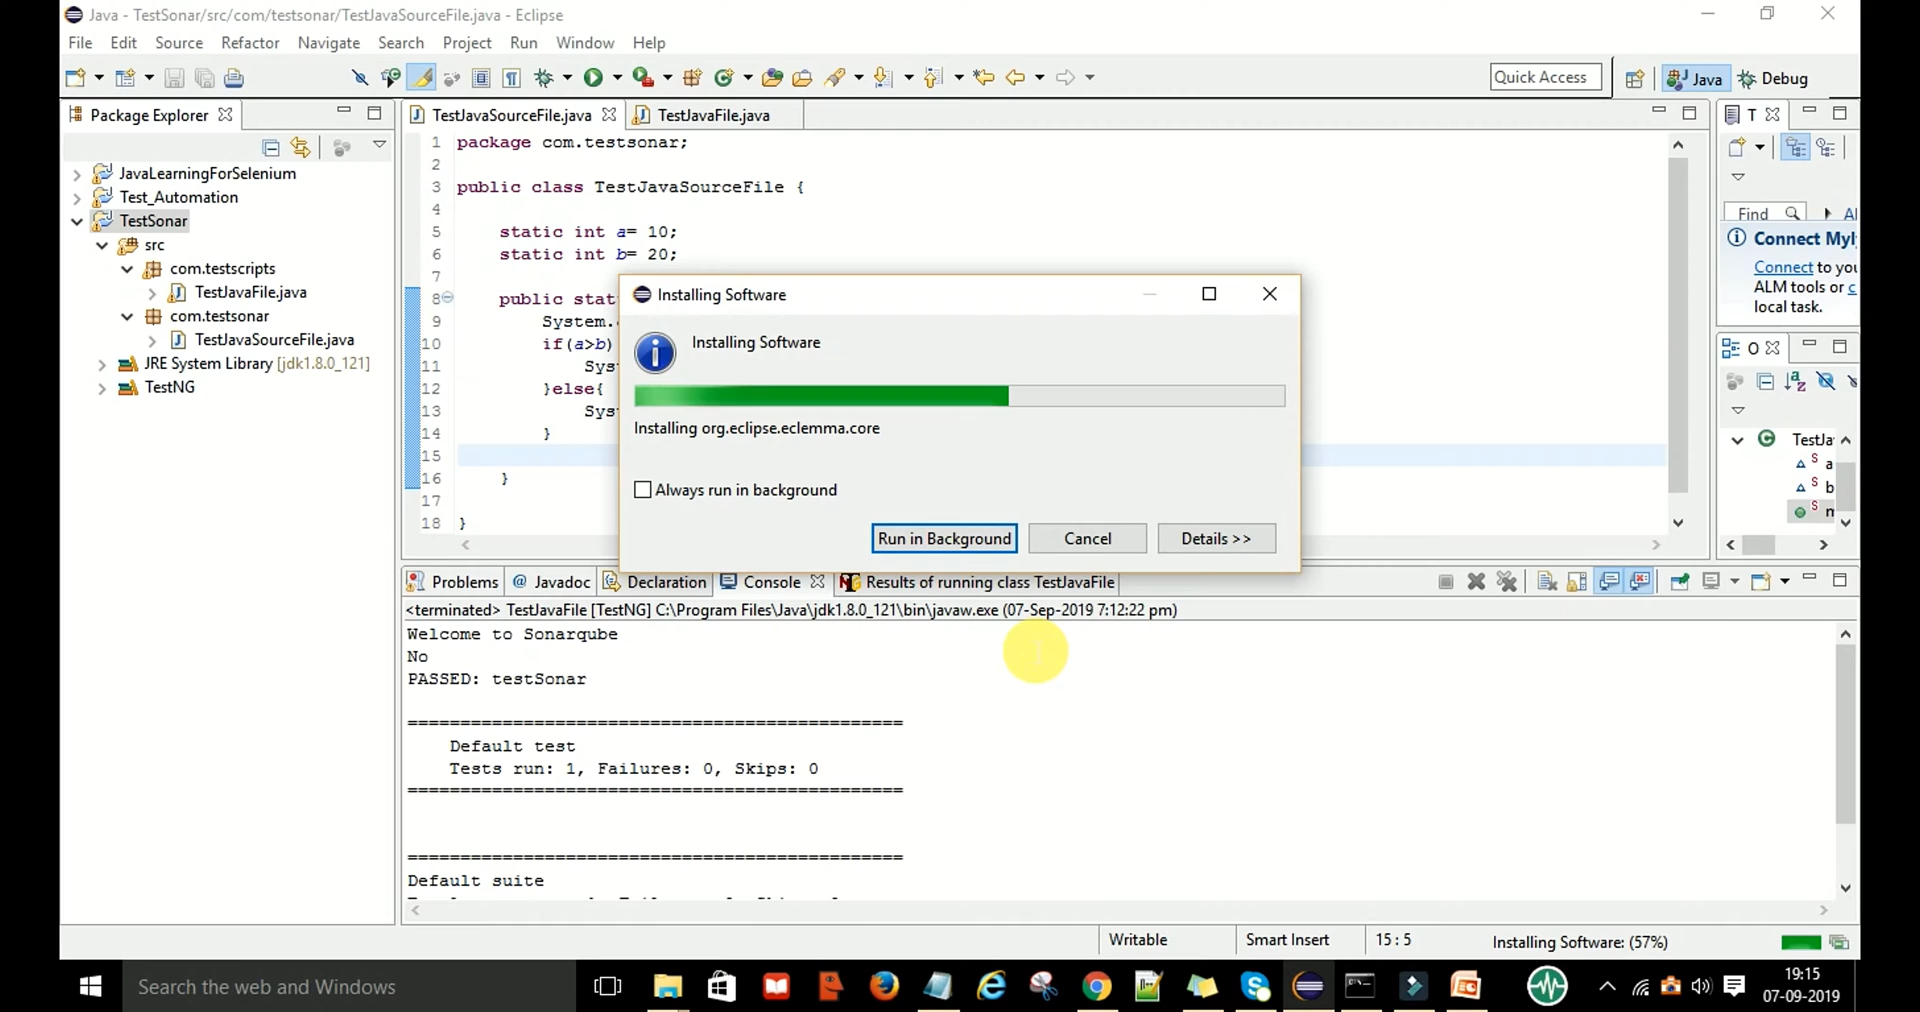 Java - TestSonar/src/com/testsonar/TestJavaSourceFile.java - Eclipse
File Edit Source Refactor Navigate Search Project Run Window Help
Quick Access
Java
Debug
Package Explorer
JavaLearningForSelenium
Test_Automation
TestSonar
src
com.testscripts
TestJavaFile.java
com.testsonar
TestJavaSourceFile.java
JRE System Library [jdk1.8.0_121]
TestNG
TestJavaSourceFile.java
TestJavaFile.java
1 package com.testsonar;
2
3 public class TestJavaSourceFile {
4
5 static int a= 10;
6 static int b= 20;
7
8 public stat
9 System.
10 if(a>b)
11 Sys
12 }else{
13 Sys
14 }
15
16 }
17
18 }
Installing Software
Installing Software
Installing org.eclipse.eclemma.core
Always run in background
Run in Background
Cancel
Details >>
T
Find
Connect Myl
Connect to you
ALM tools or c
local task.
O
TestJa
S a
S b
S
Problems
@ Javadoc
Declaration
Console
Results of running class TestJavaFile
<terminated> TestJavaFile [TestNG] C:\Program Files\Java\jdk1.8.0_121\bin\javaw.exe (07-Sep-2019 7:12:22 pm)
Welcome to Sonarqube
No
PASSED: testSonar
===============================================
Default test
Tests run: 1, Failures: 0, Skips: 0
===============================================
===============================================
Default suite
Writable
Smart Insert
15 : 5
Installing Software: (57%)
Search the web and Windows
19:15
07-09-2019